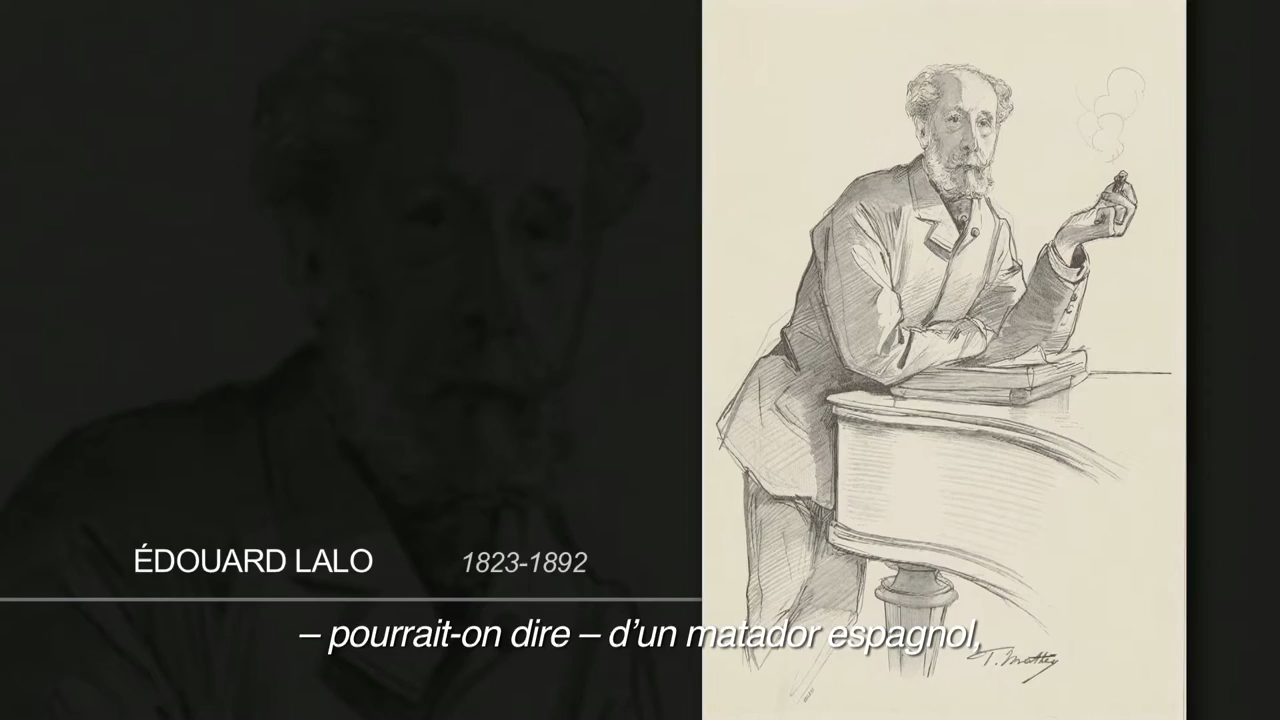 ÉDOUARD LALO 1823-1892
– pourrait-on dire – d’un matador espagnol,